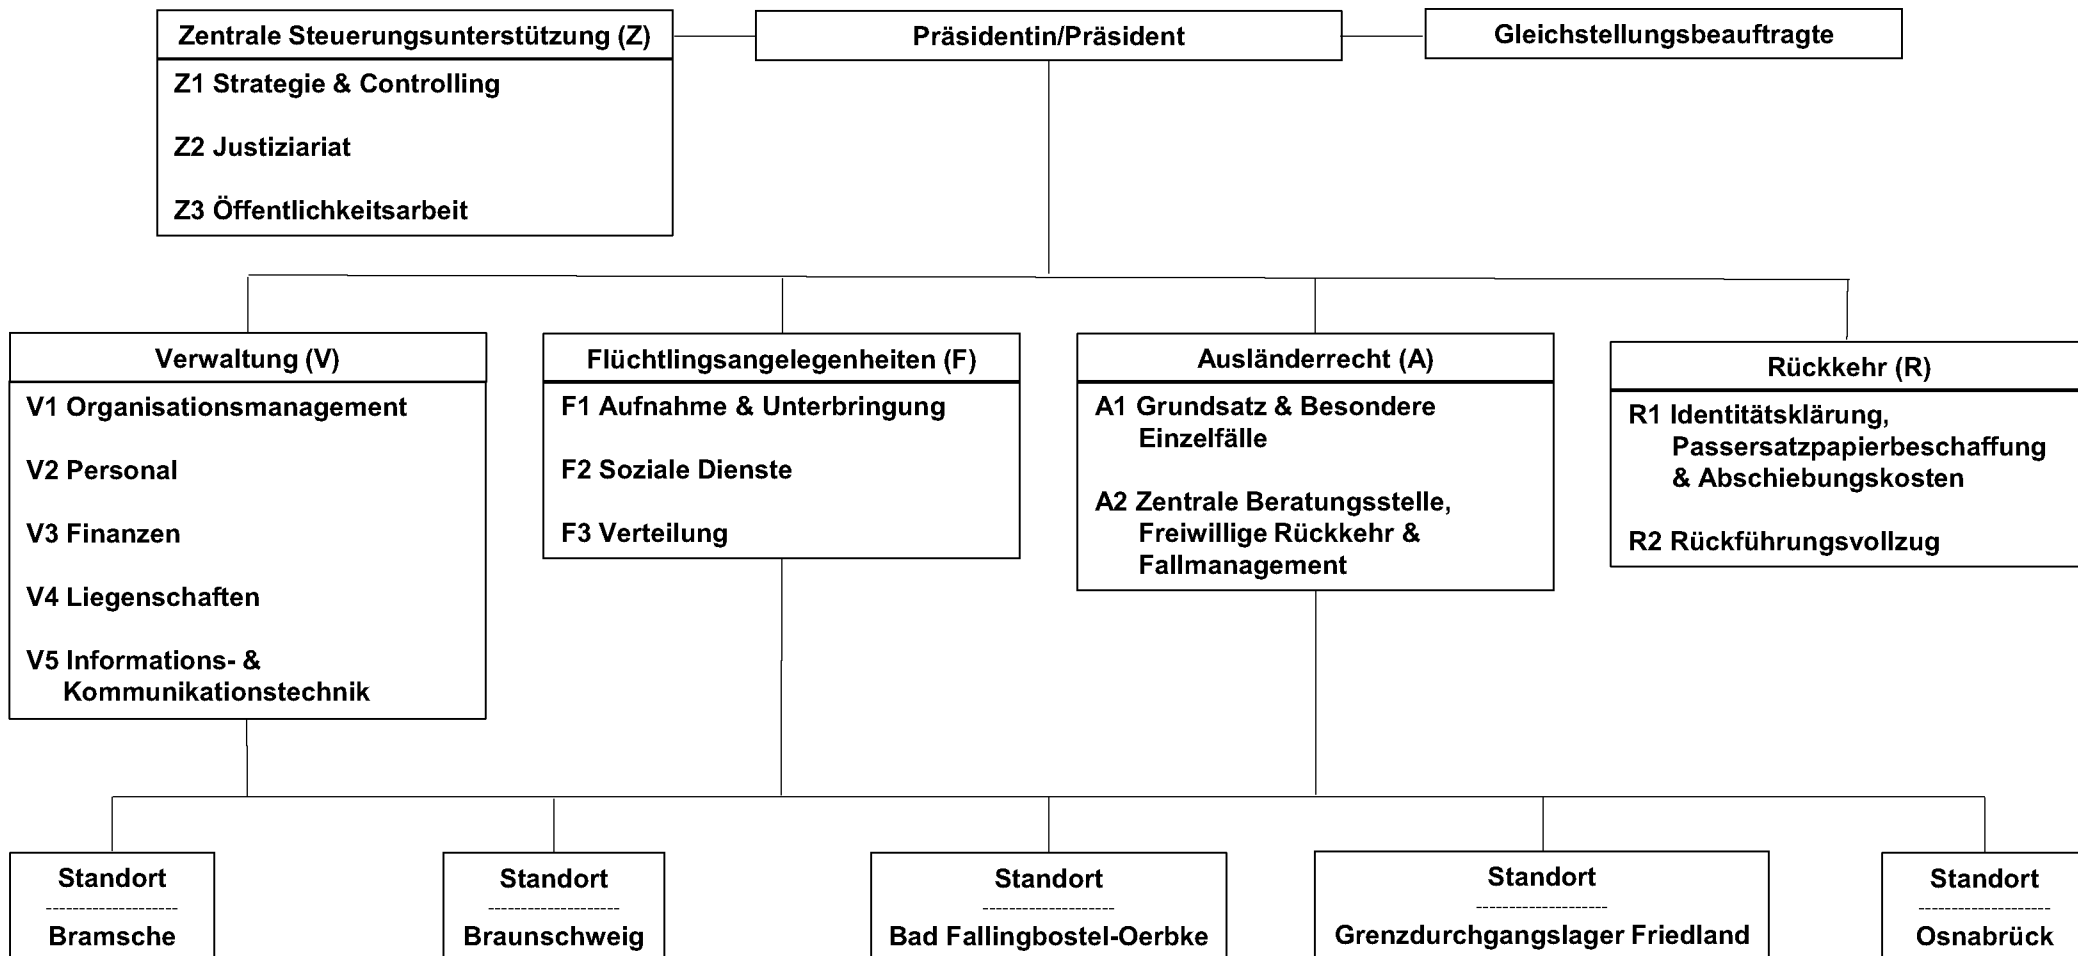 Zentrale Steuerungsunterstützung (Z)
Z1 Strategie & Controlling
Z2 Justiziariat
Z3 Öffentlichkeitsarbeit
Präsidentin/Präsident
Gleichstellungsbeauftragte
Verwaltung (V)
V1 Organisationsmanagement
V2 Personal
V3 Finanzen
V4 Liegenschaften
V5 Informations- &
Kommunikationstechnik
Flüchtlingsangelegenheiten (F)
F1 Aufnahme & Unterbringung
F2 Soziale Dienste
F3 Verteilung
Ausländerrecht (A)
A1 Grundsatz & Besondere
Einzelfälle
A2 Zentrale Beratungsstelle,
Freiwillige Rückkehr &
Fallmanagement
Rückkehr (R)
R1 Identitätsklärung,
Passersatzpapierbeschaffung
& Abschiebungskosten
R2 Rückführungsvollzug
Standort
Bramsche
Standort
Braunschweig
Standort
Bad Fallingbostel-Oerbke
Standort
Grenzdurchgangslager Friedland
Standort
Osnabrück